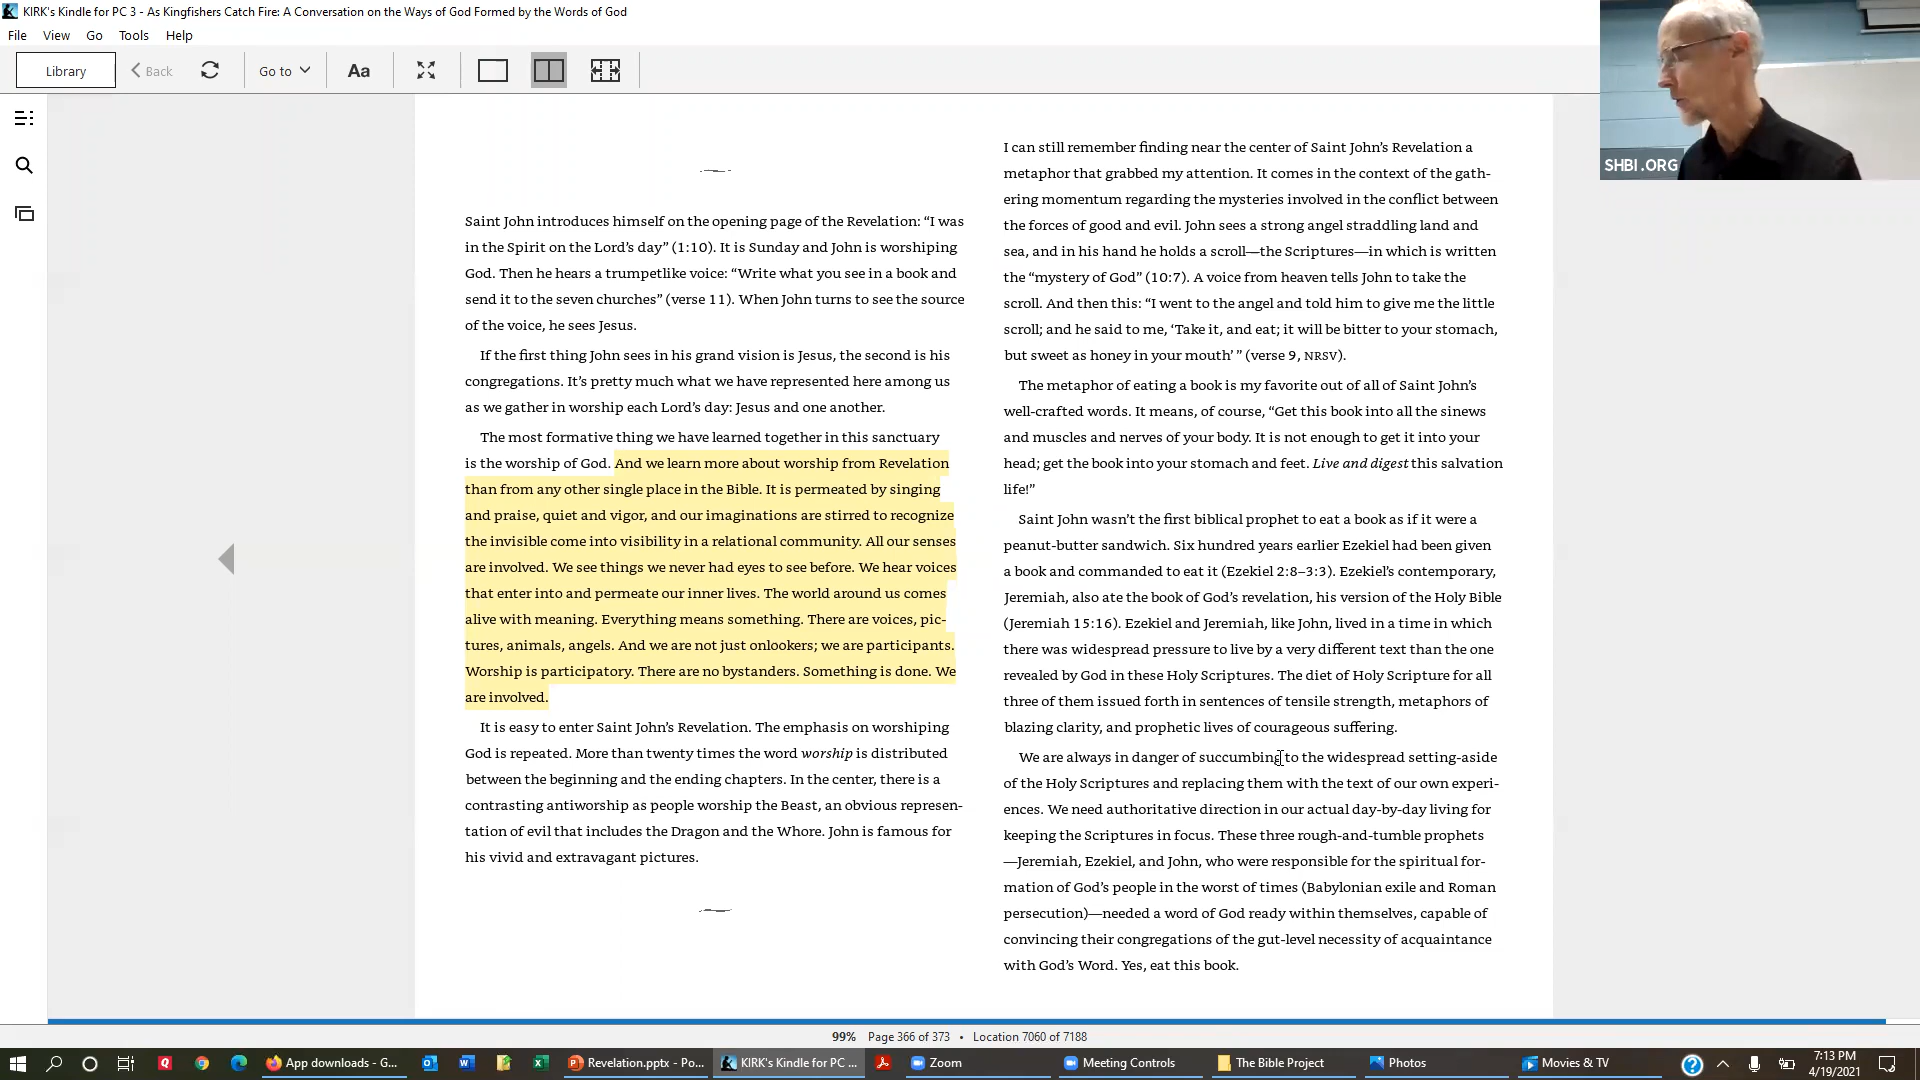 KIRK's Kindle for PC 3 - As Kingfishers Catch Fire: A Conversation on the Ways of God Formed by the Words of God
File View Go Tools Help
Library Back Go to Aa
SHBI.ORG
Saint John introduces himself on the opening page of the Revelation: “I was
in the Spirit on the Lord’s day” (1:10). It is Sunday and John is worshiping
God. Then he hears a trumpetlike voice: “Write what you see in a book and
send it to the seven churches” (verse 11). When John turns to see the source
of the voice, he sees Jesus.
If the first thing John sees in his grand vision is Jesus, the second is his
congregations. It’s pretty much what we have represented here among us
as we gather in worship each Lord’s day: Jesus and one another.
The most formative thing we have learned together in this sanctuary
is the worship of God. And we learn more about worship from Revelation
than from any other single place in the Bible. It is permeated by singing
and praise, quiet and vigor, and our imaginations are stirred to recognize
the invisible come into visibility in a relational community. All our senses
are involved. We see things we never had eyes to see before. We hear voices
that enter into and permeate our inner lives. The world around us comes
alive with meaning. Everything means something. There are voices, pic-
tures, animals, angels. And we are not just onlookers; we are participants.
Worship is participatory. There are no bystanders. Something is done. We
are involved.
It is easy to enter Saint John’s Revelation. The emphasis on worshiping
God is repeated. More than twenty times the word worship is distributed
between the beginning and the ending chapters. In the center, there is a
contrasting antiworship as people worship the Beast, an obvious represen-
tation of evil that includes the Dragon and the Whore. John is famous for
his vivid and extravagant pictures.
I can still remember finding near the center of Saint John’s Revelation a
metaphor that grabbed my attention. It comes in the context of the gath-
ering momentum regarding the mysteries involved in the conflict between
the forces of good and evil. John sees a strong angel straddling land and
sea, and in his hand he holds a scroll—the Scriptures—in which is written
the “mystery of God” (10:7). A voice from heaven tells John to take the
scroll. And then this: “I went to the angel and told him to give me the little
scroll; and he said to me, ‘Take it, and eat; it will be bitter to your stomach,
but sweet as honey in your mouth’ ” (verse 9, NRSV).
The metaphor of eating a book is my favorite out of all of Saint John’s
well-crafted words. It means, of course, “Get this book into all the sinews
and muscles and nerves of your body. It is not enough to get it into your
head; get the book into your stomach and feet. Live and digest this salvation
life!”
Saint John wasn’t the first biblical prophet to eat a book as if it were a
peanut-butter sandwich. Six hundred years earlier Ezekiel had been given
a book and commanded to eat it (Ezekiel 2:8–3:3). Ezekiel’s contemporary,
Jeremiah, also ate the book of God’s revelation, his version of the Holy Bible
(Jeremiah 15:16). Ezekiel and Jeremiah, like John, lived in a time in which
there was widespread pressure to live by a very different text than the one
revealed by God in these Holy Scriptures. The diet of Holy Scripture for all
three of them issued forth in sentences of tensile strength, metaphors of
blazing clarity, and prophetic lives of courageous suffering.
We are always in danger of succumbing to the widespread setting-aside
of the Holy Scriptures and replacing them with the text of our own experi-
ences. We need authoritative direction in our actual day-by-day living for
keeping the Scriptures in focus. These three rough-and-tumble prophets
—Jeremiah, Ezekiel, and John, who were responsible for the spiritual for-
mation of God’s people in the worst of times (Babylonian exile and Roman
persecution)—needed a word of God ready within themselves, capable of
convincing their congregations of the gut-level necessity of acquaintance
with God’s Word. Yes, eat this book.
99% Page 366 of 373 • Location 7060 of 7188
App downloads - G... Revelation.pptx - Po... KIRK's Kindle for PC ... Zoom Meeting Controls The Bible Project Photos Movies & TV
7:13 PM
4/19/2021